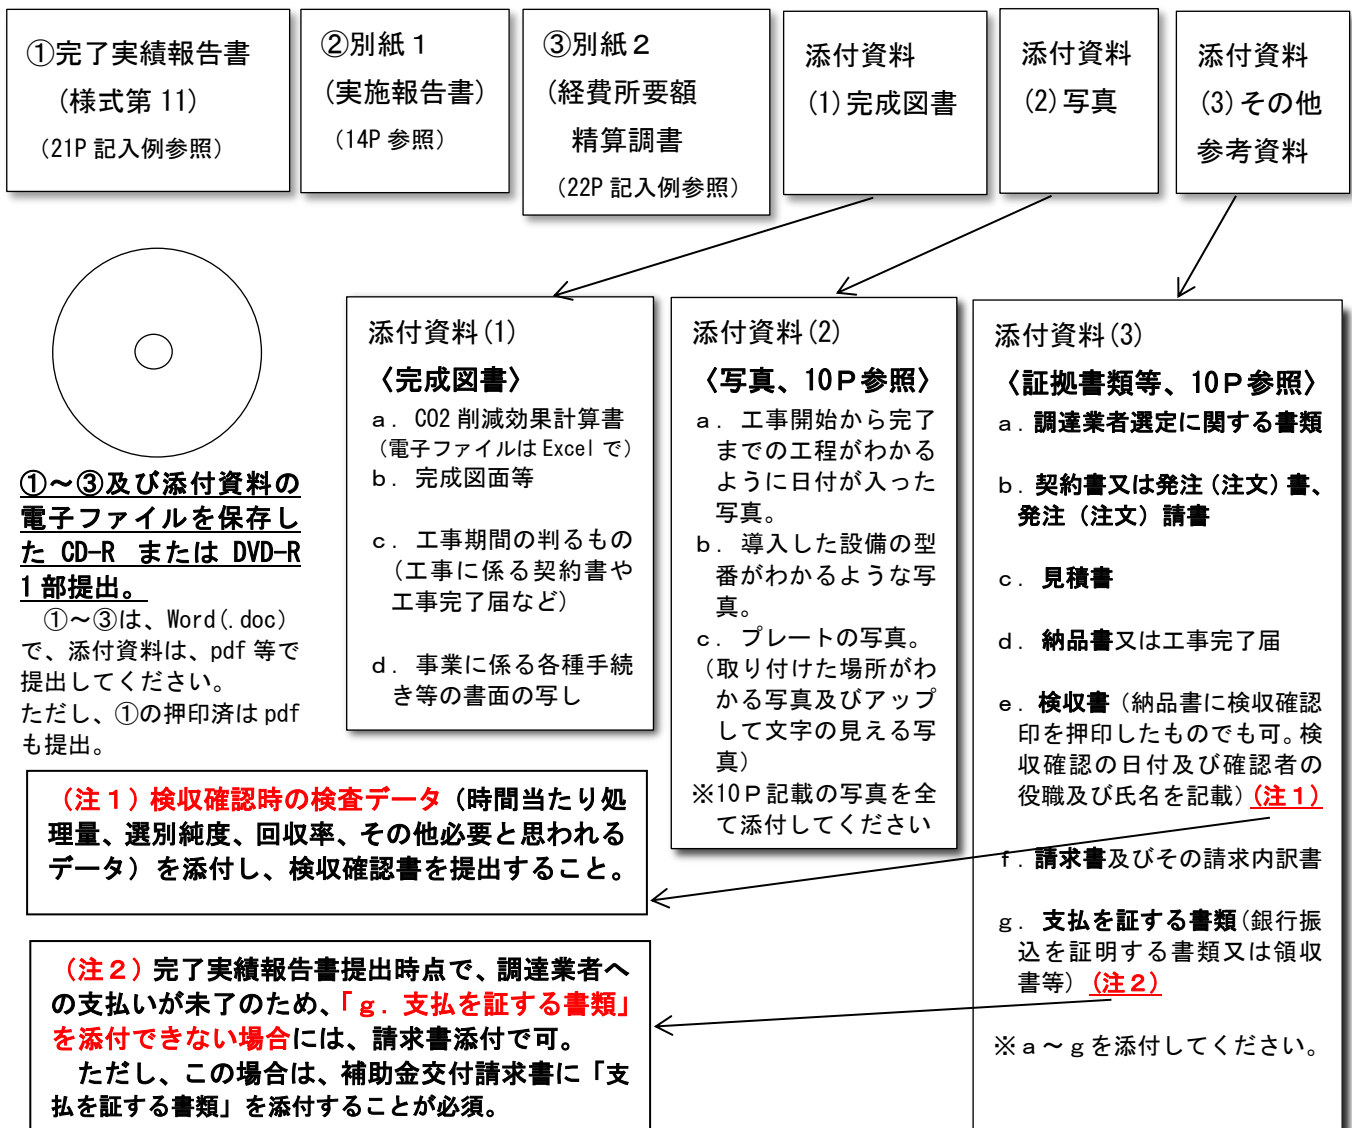 ①完了実績報告書
(様式第 11)
(21P 記入例参照)
②別紙１
(実施報告書)
(14P 参照)
③別紙２
(経費所要額
精算調書
(22P 記入例参照)
添付資料
(1)完成図書
添付資料
(2)写真
添付資料
(3)その他
参考資料
①～③及び添付資料の
電子ファイルを保存し
た CD-R または DVD-R
1 部提出。
①～③は、Word(.doc)
で、添付資料は、pdf 等で
提出してください。
ただし、①の押印済は pdf
も提出。
添付資料(1)
〈完成図書〉
ａ．CO2 削減効果計算書
(電子ファイルは Excel で)
ｂ．完成図面等
ｃ．工事期間の判るもの
(工事に係る契約書や
工事完了届など)
ｄ．事業に係る各種手続
き等の書面の写し
添付資料(2)
〈写真、10Ｐ参照〉
ａ．工事開始から完了
までの工程がわかる
ように日付が入った
写真。
ｂ．導入した設備の型
番がわかるような写
真。
ｃ．プレートの写真。
(取り付けた場所がわ
かる写真及びアップ
して文字の見える写
真)
※10Ｐ記載の写真を全
て添付してください
添付資料(3)
〈証拠書類等、10Ｐ参照〉
ａ．調達業者選定に関する書類
ｂ．契約書又は発注（注文）書、
発注（注文）請書
ｃ．見積書
ｄ．納品書又は工事完了届
ｅ．検収書（納品書に検収確認
印を押印したものでも可。検
収確認の日付及び確認者の
役職及び氏名を記載）(注１)
ｆ．請求書及びその請求内訳書
ｇ．支払を証する書類(銀行振
込を証明する書類又は領収
書等) (注２)
※ａ～ｇを添付してください。
（注１）検収確認時の検査データ（時間当たり処
理量、選別純度、回収率、その他必要と思われる
データ）を添付し、検収確認書を提出すること。
（注２）完了実績報告書提出時点で、調達業者へ
の支払いが未了のため、「ｇ．支払を証する書類」
を添付できない場合には、請求書添付で可。
ただし、この場合は、補助金交付請求書に「支
払を証する書類」を添付することが必須。